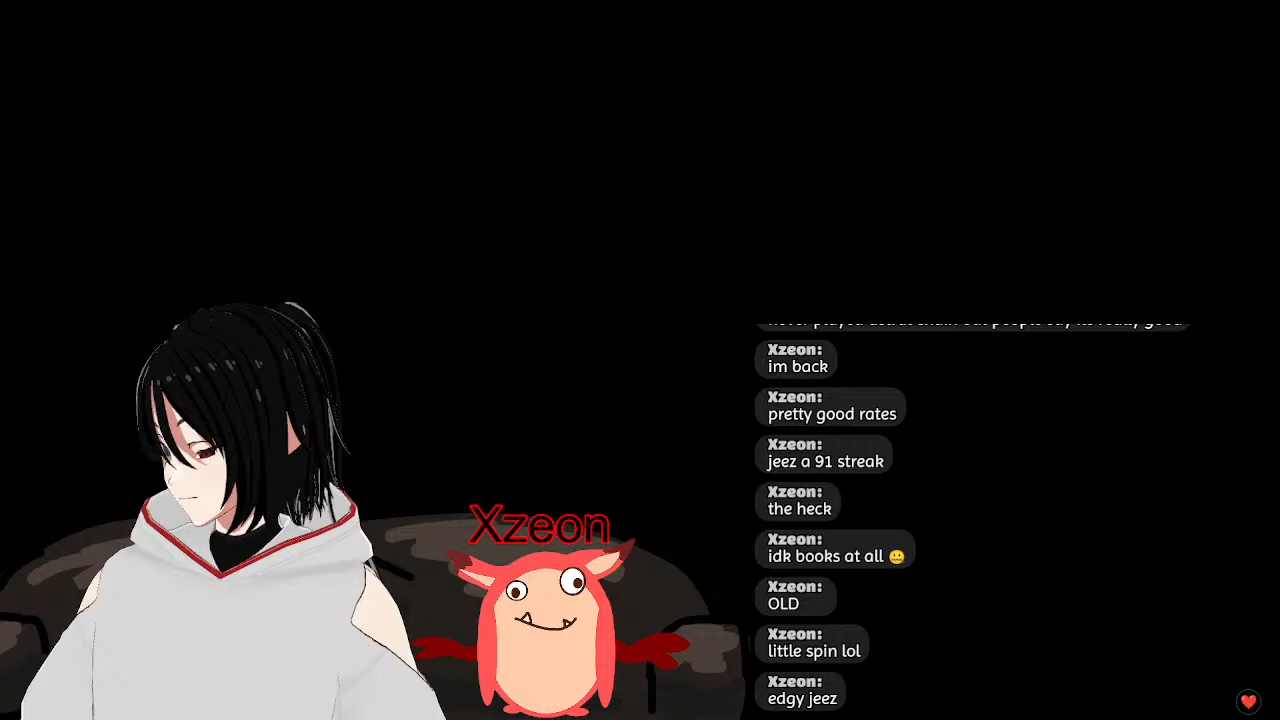 Xzeon:
im back
Xzeon:
pretty good rates
Xzeon:
jeez a 91 streak
Xzeon:
the heck
Xzeon:
idk books at all 🤐
Xzeon:
OLD
Xzeon:
little spin lol
Xzeon:
edgy jeez
Xzeon